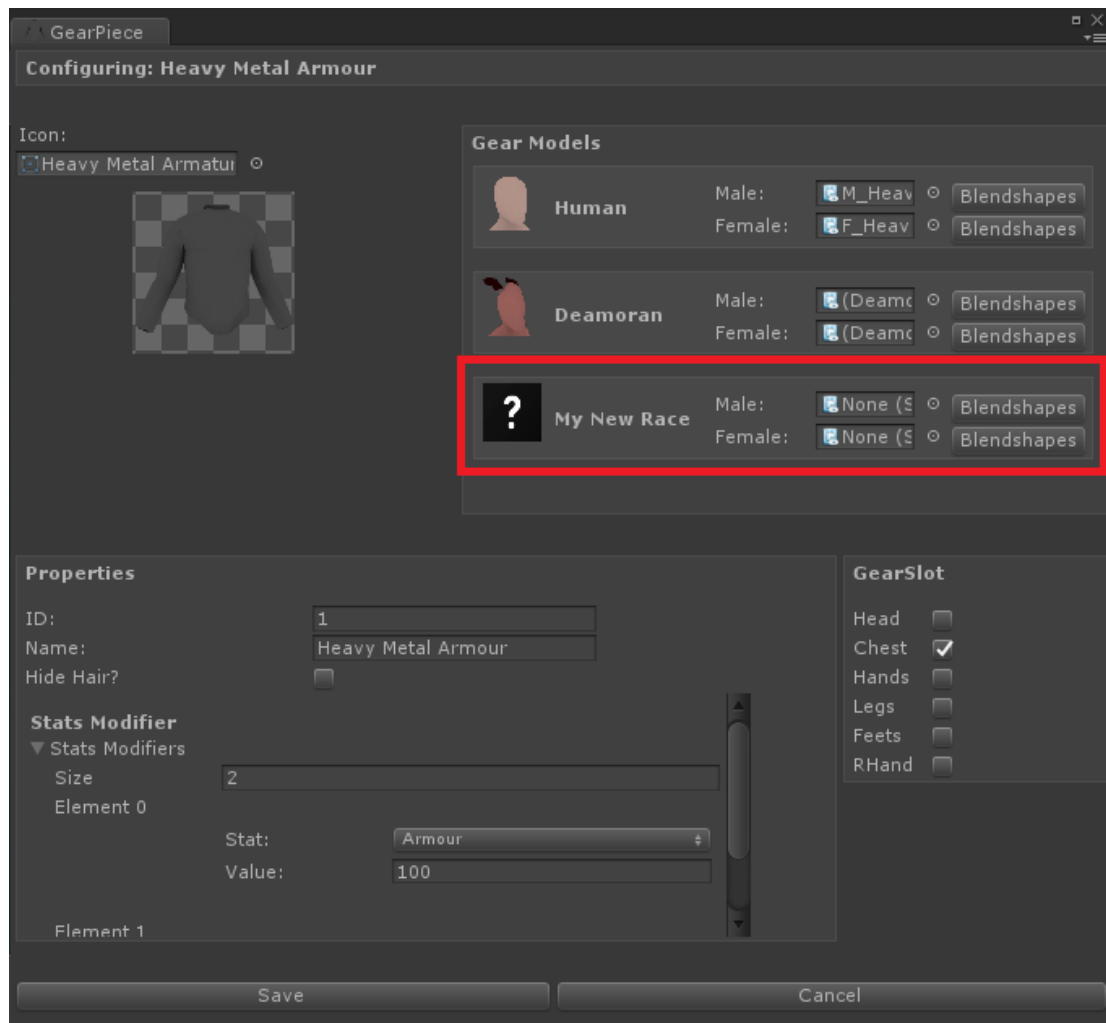 GearPiece
Configuring: Heavy Metal Armour
Icon:
Heavy Metal Armatur
Gear Models
Human
Male: M_Heav Blendshapes
Female: F_Heav Blendshapes
Deamoran
Male: (Deamo Blendshapes
Female: (Deamo Blendshapes
?
My New Race
Male: None (S Blendshapes
Female: None (S Blendshapes
Properties
ID: 1
Name: Heavy Metal Armour
Hide Hair?
Stats Modifier
Stats Modifiers
Size 2
Element 0
Stat: Armour
Value: 100
Element 1
GearSlot
Head
Chest
Hands
Legs
Feets
RHand
Save Cancel